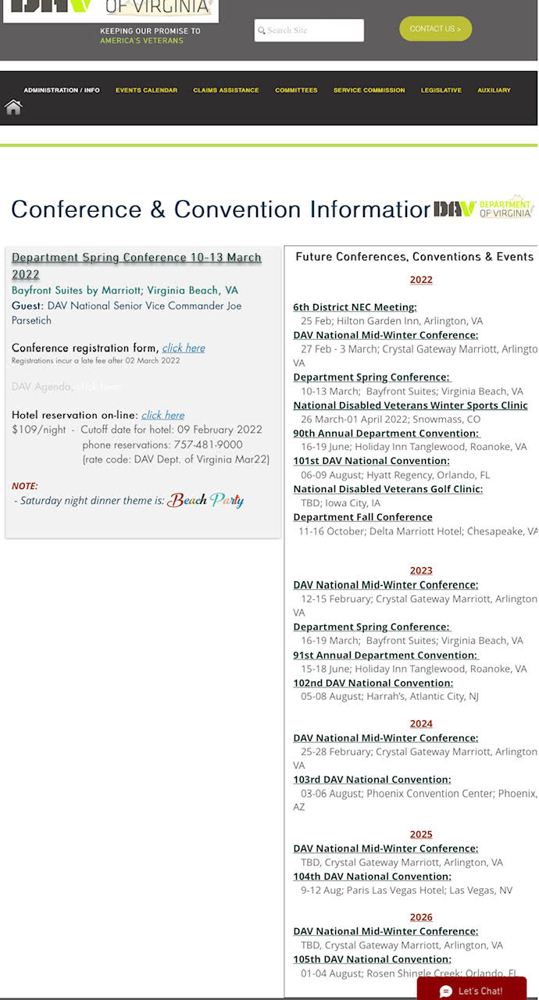 DAV
OF VIRGINIA
KEEPING OUR PROMISE TO
AMERICA'S VETERANS
Search Site
CONTACT US >
ADMINISTRATION / INFO EVENTS CALENDAR CLAIMS ASSISTANCE COMMITTEES SERVICE COMMISSION LEGISLATIVE AUXILIARY
Conference & Convention Information
DAV
DEPARTMENT
OF VIRGINIA
Department Spring Conference 10-13 March
2022
Bayfront Suites by Marriott; Virginia Beach, VA
Guest: DAV National Senior Vice Commander Joe
Parsetich
Conference registration form, click here
Registrations incur a late fee after 02 March 2022
DAV Agenda, click here
Hotel reservation on-line: click here
$109/night - Cutoff date for hotel: 09 February 2022
phone reservations: 757-481-9000
(rate code: DAV Dept. of Virginia Mar22)
NOTE:
- Saturday night dinner theme is: Beach Party
Future Conferences, Conventions & Events
2022
6th District NEC Meeting:
25 Feb; Hilton Garden Inn, Arlington, VA
DAV National Mid-Winter Conference:
27 Feb - 3 March; Crystal Gateway Marriott, Arlingto
VA
Department Spring Conference:
10-13 March; Bayfront Suites; Virginia Beach, VA
National Disabled Veterans Winter Sports Clinic
26 March-01 April 2022; Snowmass, CO
90th Annual Department Convention:
16-19 June; Holiday Inn Tanglewood, Roanoke, VA
101st DAV National Convention:
06-09 August; Hyatt Regency, Orlando, FL
National Disabled Veterans Golf Clinic:
TBD; Iowa City, IA
Department Fall Conference
11-16 October; Delta Marriott Hotel; Chesapeake, VA
2023
DAV National Mid-Winter Conference:
12-15 February; Crystal Gateway Marriott, Arlington
VA
Department Spring Conference:
16-19 March; Bayfront Suites; Virginia Beach, VA
91st Annual Department Convention:
15-18 June; Holiday Inn Tanglewood, Roanoke, VA
102nd DAV National Convention:
05-08 August; Harrah's, Atlantic City, NJ
2024
DAV National Mid-Winter Conference:
25-28 February; Crystal Gateway Marriott, Arlington
VA
103rd DAV National Convention:
03-06 August; Phoenix Convention Center; Phoenix,
AZ
2025
DAV National Mid-Winter Conference:
TBD, Crystal Gateway Marriott, Arlington, VA
104th DAV National Convention:
9-12 Aug; Paris Las Vegas Hotel; Las Vegas, NV
2026
DAV National Mid-Winter Conference:
TBD, Crystal Gateway Marriott, Arlington, VA
105th DAV National Convention:
01-04 August; Rosen Shingle Creek; Orlando, FL
Let's Chat!